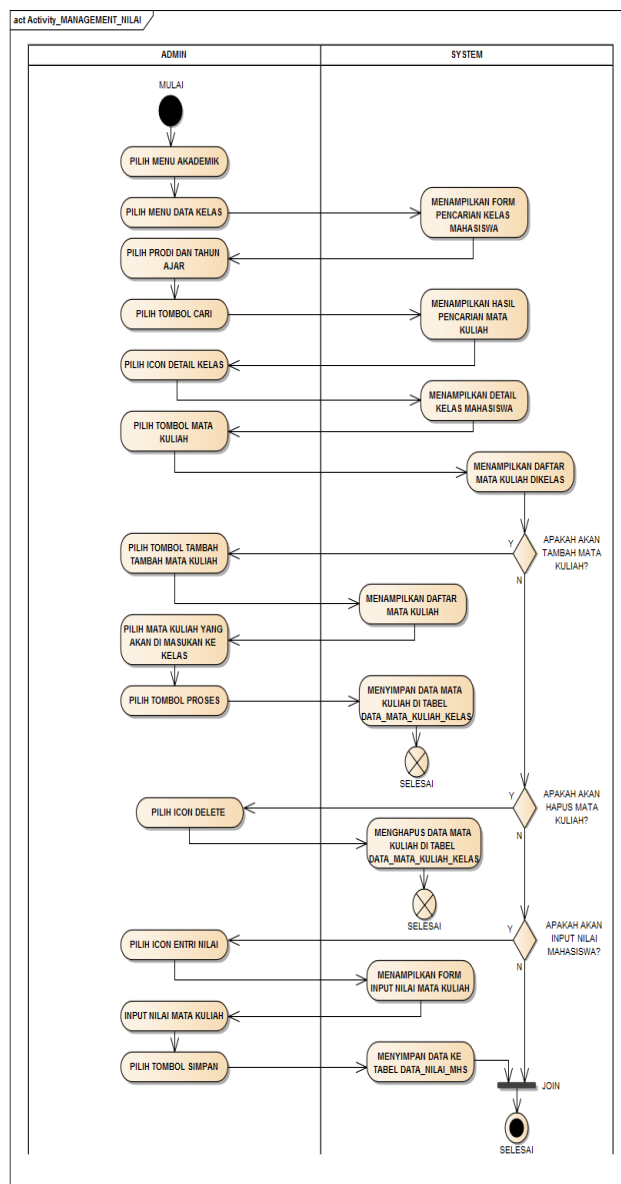 act Activity_MANAGEMENT_NILAI
ADMIN
SYSTEM
MULAI
PILIH MENU AKADEMIK
PILIH MENU DATA KELAS
MENAMPILKAN FORM
PENCARIAN KELAS
MAHASISWA
PILIH PRODI DAN TAHUN
AJAR
PILIH TOMBOL CARI
MENAMPILKAN HASIL
PENCARIAN MATA
KULIAH
PILIH ICON DETAIL KELAS
MENAMPILKAN DETAIL
KELAS MAHASISWA
PILIH TOMBOL MATA
KULIAH
MENAMPILKAN DAFTAR
MATA KULIAH DIKELAS
APAKAH AKAN
TAMBAH MATA
KULIAH?
Y
N
PILIH TOMBOL TAMBAH
TAMBAH MATA KULIAH
MENAMPILKAN DAFTAR
MATA KULIAH
PILIH MATA KULIAH YANG
AKAN DI MASUKAN KE
KELAS
PILIH TOMBOL PROSES
MENYIMPAN DATA MATA
KULIAH DI TABEL
DATA_MATA_KULIAH_KELAS
SELESAI
APAKAH AKAN
HAPUS MATA
KULIAH?
Y
N
PILIH ICON DELETE
MENGHAPUS DATA MATA
KULIAH DI TABEL
DATA_MATA_KULIAH_KELAS
SELESAI
APAKAH AKAN
INPUT NILAI
MAHASISWA?
Y
N
PILIH ICON ENTRI NILAI
MENAMPILKAN FORM
INPUT NILAI MATA KULIAH
INPUT NILAI MATA KULIAH
PILIH TOMBOL SIMPAN
MENYIMPAN DATA KE
TABEL DATA_NILAI_MHS
JOIN
SELESAI